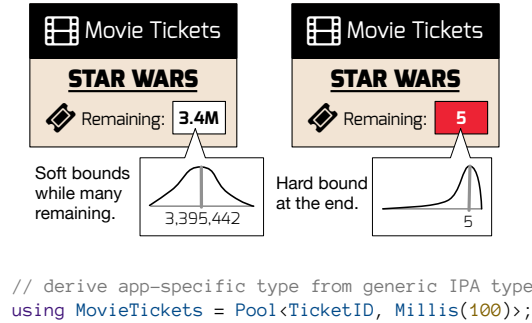 Movie Tickets
STAR WARS
Remaining: 3.4M
Soft bounds
while many
remaining.
3,395,442
Movie Tickets
STAR WARS
Remaining: 5
Hard bound
at the end.
5
// derive app-specific type from generic IPA type
using MovieTickets = Pool<TicketID, Millis(100)>;